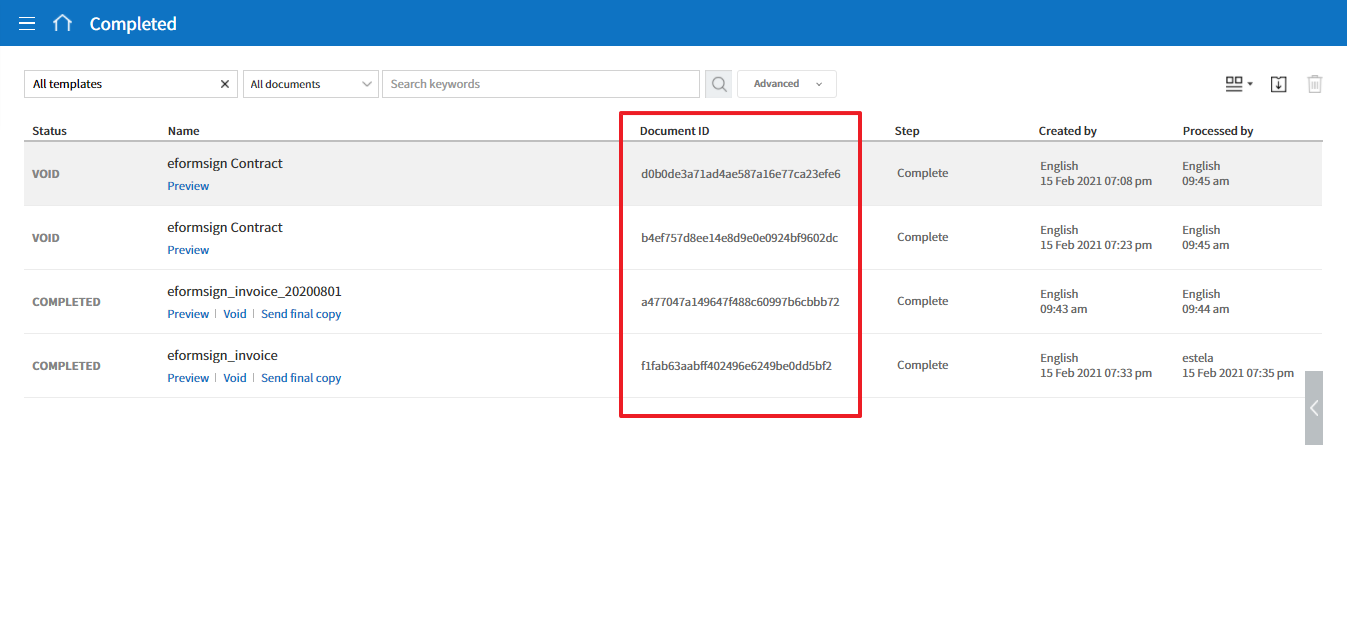 Completed
All templates All documents Search keywords Advanced
Status Name Document ID Step Created by Processed by
VOID eformsign Contract d0b0de3a71ad4ae587a16e77ca23efe6 Complete English English
Preview 15 Feb 2021 07:08 pm 09:45 am
VOID eformsign Contract b4ef757d8ee14e8d9e0e0924bf9602dc Complete English English
Preview 15 Feb 2021 07:23 pm 09:45 am
COMPLETED eformsign_invoice_20200801 a477047a149647f488c60997b6cbbb72 Complete English English
Preview | Void | Send final copy 09:43 am 09:44 am
COMPLETED eformsign_invoice f1fab63aabff402496e6249be0dd5bf2 Complete English estela
Preview | Void | Send final copy 15 Feb 2021 07:33 pm 15 Feb 2021 07:35 pm